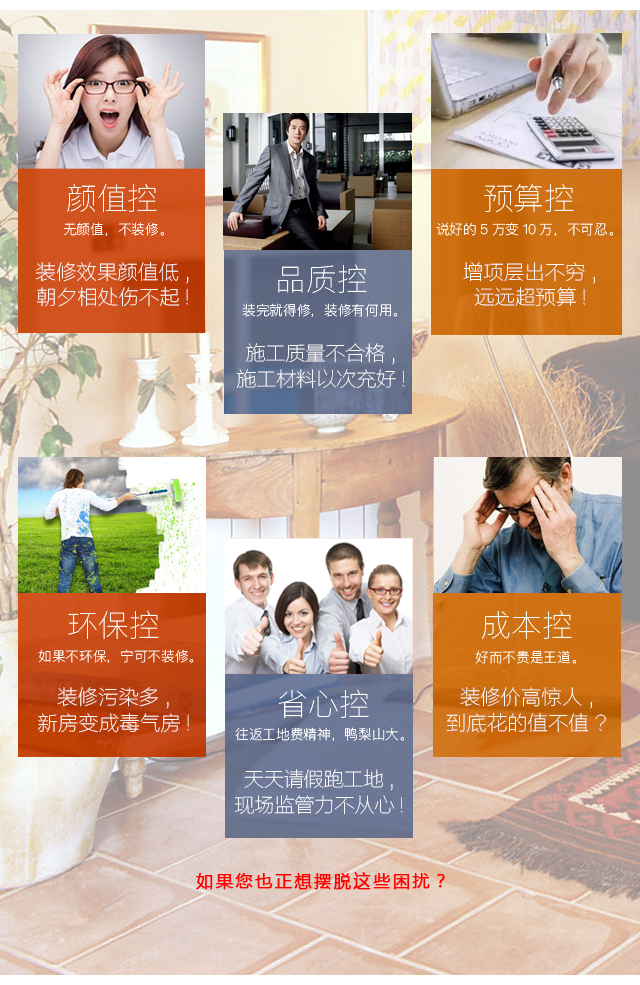 颜值控
无颜值，不装修。
装修效果颜值低，
朝夕相处伤不起！
品质控
装完就得修，装修有何用。
施工质量不合格，
施工材料以次充好！
预算控
说好的 5 万变 10 万，不可忍。
增项层出不穷，
远远超预算！
环保控
如果不环保，宁可不装修。
装修污染多，
新房变成毒气房！
省心控
往返工地费精神，鸭梨山大。
天天请假跑工地，
现场监管力不从心！
成本控
好而不贵是王道。
装修价高惊人，
到底花的值不值？
如果您也正想摆脱这些困扰？